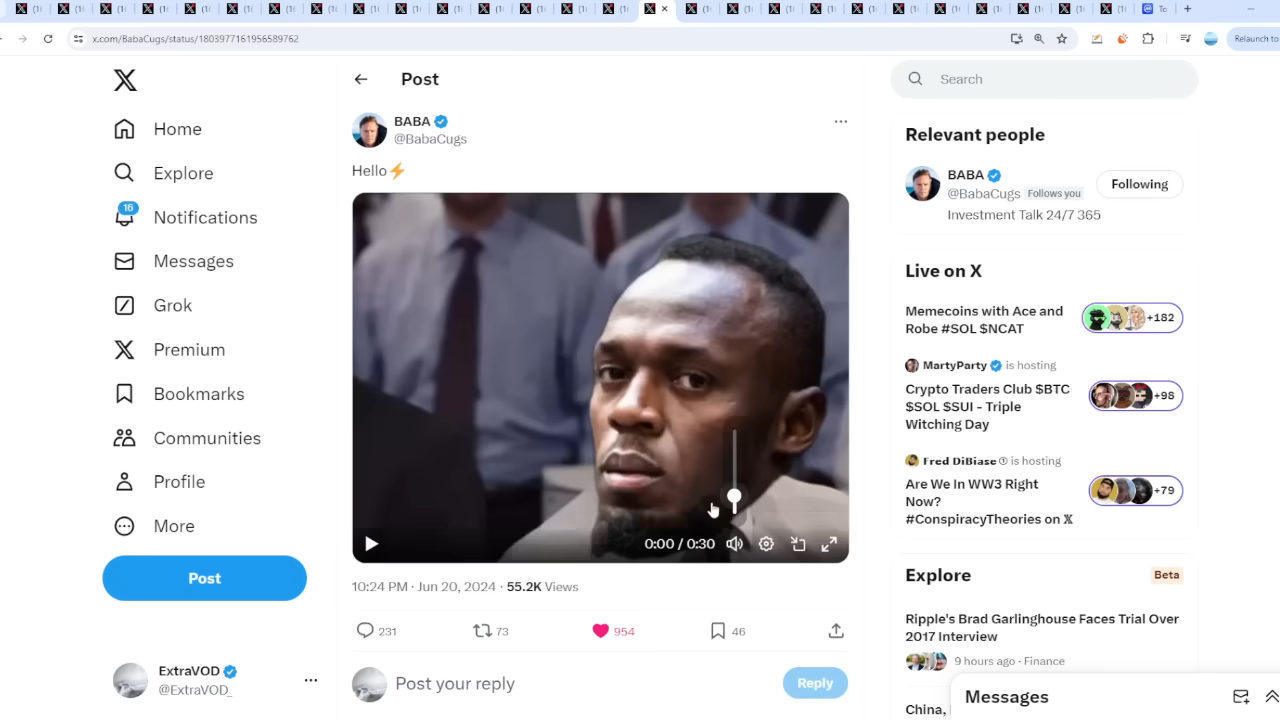 x.com/BabaCugs/status/1803977161956589762
Relaunch to
Home
Explore
16
Notifications
Messages
Grok
Premium
Bookmarks
Communities
Profile
More
Post
ExtraVOD
@ExtraVOD_
Post
BABA
@BabaCugs
Hello⚡
0:00 / 0:30
10:24 PM · Jun 20, 2024 · 55.2K Views
231
73
954
46
Post your reply
Reply
Search
Relevant people
BABA
@BabaCugs Follows you
Following
Investment Talk 24/7 365
Live on X
Memecoins with Ace and
Robe #SOL $NCAT
+182
MartyParty is hosting
Crypto Traders Club $BTC
$SOL $SUI - Triple
Witching Day
+98
Fred DiBiase is hosting
Are We In WW3 Right
Now?
#ConspiracyTheories on 𝕏
+79
Explore
Beta
Ripple's Brad Garlinghouse Faces Trial Over
2017 Interview
9 hours ago · Finance
China,
Messages